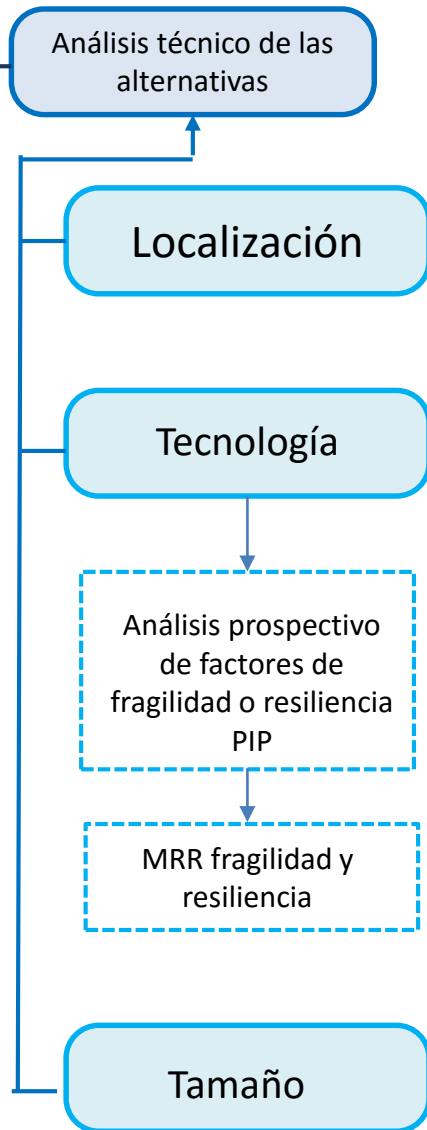 Análisis técnico de las
alternativas
Localización
Tecnología
Análisis prospectivo
de factores de
fragilidad o resiliencia
PIP
MRR fragilidad y
resiliencia
Tamaño